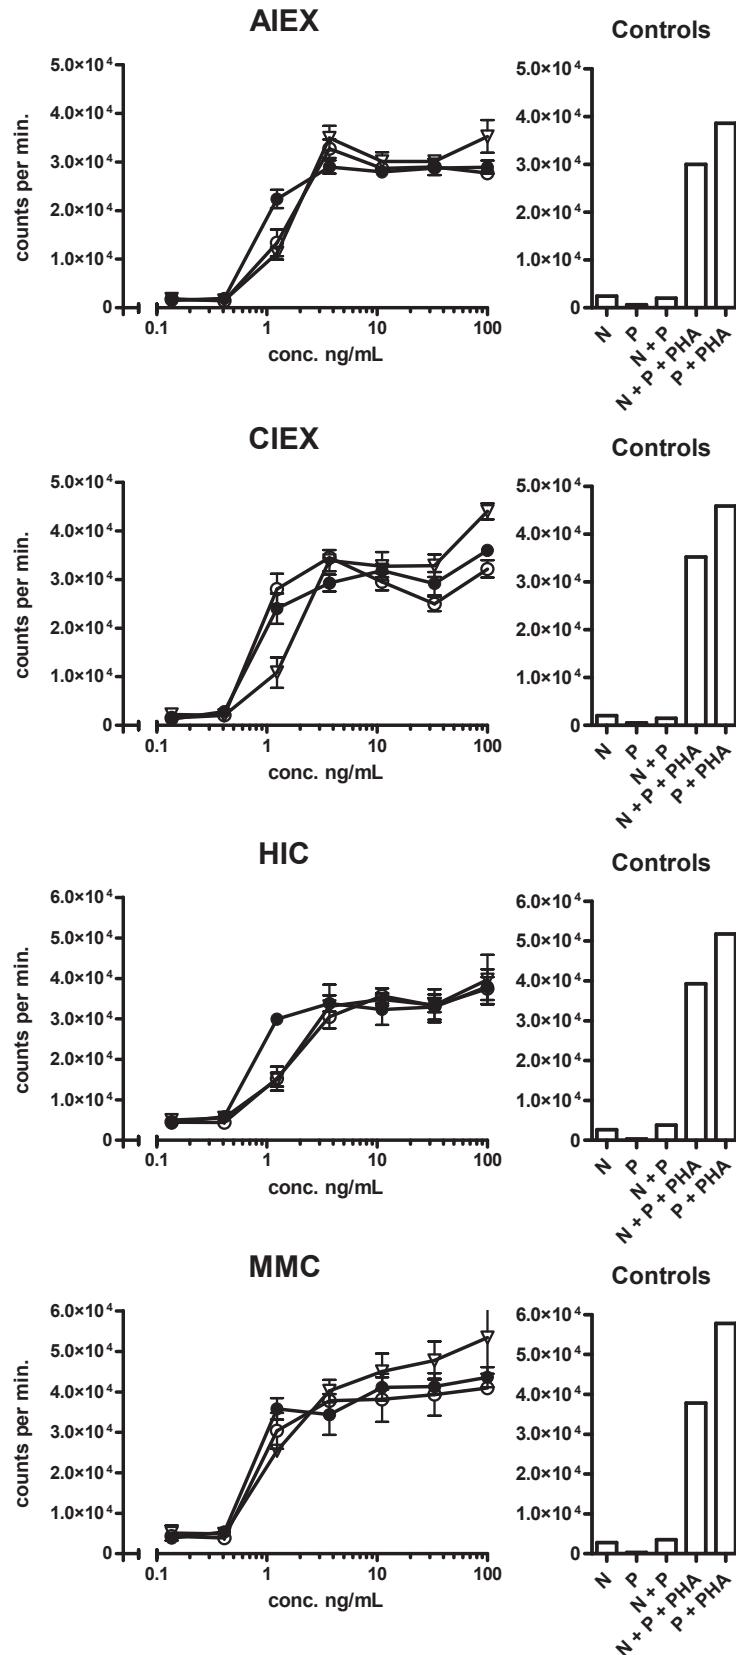 AIEX
Controls
counts per min.
5.0×10⁴
4.0×10⁴
3.0×10⁴
2.0×10⁴
1.0×10⁴
0
0.1 1 10 100
conc. ng/mL
5.0×10⁴
4.0×10⁴
3.0×10⁴
2.0×10⁴
1.0×10⁴
0
N
P
N + P
N + P + PHA
P + PHA
CIEX
Controls
counts per min.
5.0×10⁴
4.0×10⁴
3.0×10⁴
2.0×10⁴
1.0×10⁴
0
0.1 1 10 100
conc. ng/mL
5.0×10⁴
4.0×10⁴
3.0×10⁴
2.0×10⁴
1.0×10⁴
0
N
P
N + P
N + P + PHA
P + PHA
HIC
Controls
counts per min.
6.0×10⁴
5.0×10⁴
4.0×10⁴
3.0×10⁴
2.0×10⁴
1.0×10⁴
0
0.1 1 10 100
conc. ng/mL
6.0×10⁴
5.0×10⁴
4.0×10⁴
3.0×10⁴
2.0×10⁴
1.0×10⁴
0
N
P
N + P
N + P + PHA
P + PHA
MMC
Controls
counts per min.
6.0×10⁴
5.0×10⁴
4.0×10⁴
3.0×10⁴
2.0×10⁴
1.0×10⁴
0
0.1 1 10 100
conc. ng/mL
6.0×10⁴
5.0×10⁴
4.0×10⁴
3.0×10⁴
2.0×10⁴
1.0×10⁴
0
N
P
N + P
N + P + PHA
P + PHA